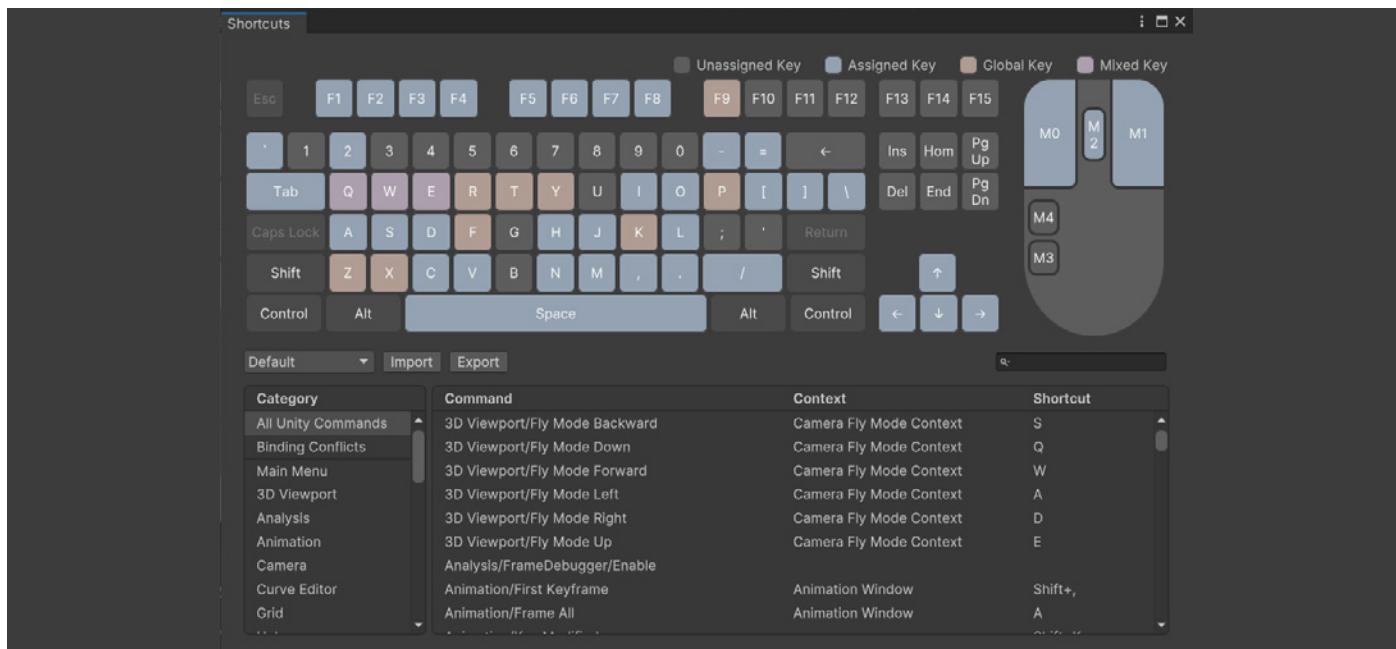 Shortcuts
Unassigned Key Assigned Key Global Key Mixed Key
Esc F1 F2 F3 F4 F5 F6 F7 F8 F9 F10 F11 F12 F13 F14 F15
` 1 2 3 4 5 6 7 8 9 0 - = ← Ins Hom Pg Up
Tab Q W E R T Y U I O P [ ] \ Del End Pg Dn
Caps Lock A S D F G H J K L ; ' Return
Shift Z X C V B N M , . / Shift ↑
Control Alt Space Alt Control ← ↓ →
M0 M2 M1
M4
M3
Default Import Export
Category Command Context Shortcut
All Unity Commands 3D Viewport/Fly Mode Backward Camera Fly Mode Context S
Binding Conflicts 3D Viewport/Fly Mode Down Camera Fly Mode Context Q
Main Menu 3D Viewport/Fly Mode Forward Camera Fly Mode Context W
3D Viewport 3D Viewport/Fly Mode Left Camera Fly Mode Context A
Analysis 3D Viewport/Fly Mode Right Camera Fly Mode Context D
Animation 3D Viewport/Fly Mode Up Camera Fly Mode Context E
Camera Analysis/FrameDebugger/Enable
Curve Editor Animation/First Keyframe Animation Window Shift+,
Grid Animation/Frame All Animation Window A